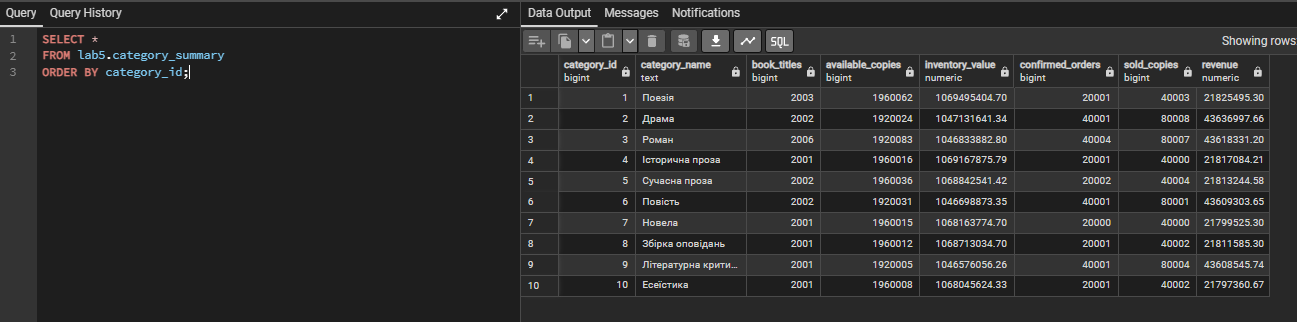 Query Query History
1 SELECT *
2 FROM lab5.category_summary
3 ORDER BY category_id;
Data Output Messages Notifications
SQL Showing rows:
category_id category_name book_titles available_copies inventory_value confirmed_orders sold_copies revenue
bigint text bigint bigint numeric bigint bigint numeric
1 1 Поезія 2003 1960062 1069495404.70 20001 40003 21825495.30
2 2 Драма 2002 1920024 1047131641.34 40001 80008 43636997.66
3 3 Роман 2006 1920083 1046833882.80 40004 80007 43618331.20
4 4 Історична проза 2001 1960016 1069167875.79 20001 40000 21817084.21
5 5 Сучасна проза 2002 1960036 1068842541.42 20002 40004 21813244.58
6 6 Повість 2002 1920031 1046698873.35 40001 80001 43609303.65
7 7 Новела 2001 1960015 1068163774.70 20000 40000 21799525.30
8 8 Збірка оповідань 2001 1960012 1068713034.70 20001 40002 21811585.30
9 9 Літературна крити... 2001 1920005 1046576056.26 40001 80004 43608545.74
10 10 Есеїстика 2001 1960008 1068045624.33 20001 40002 21797360.67